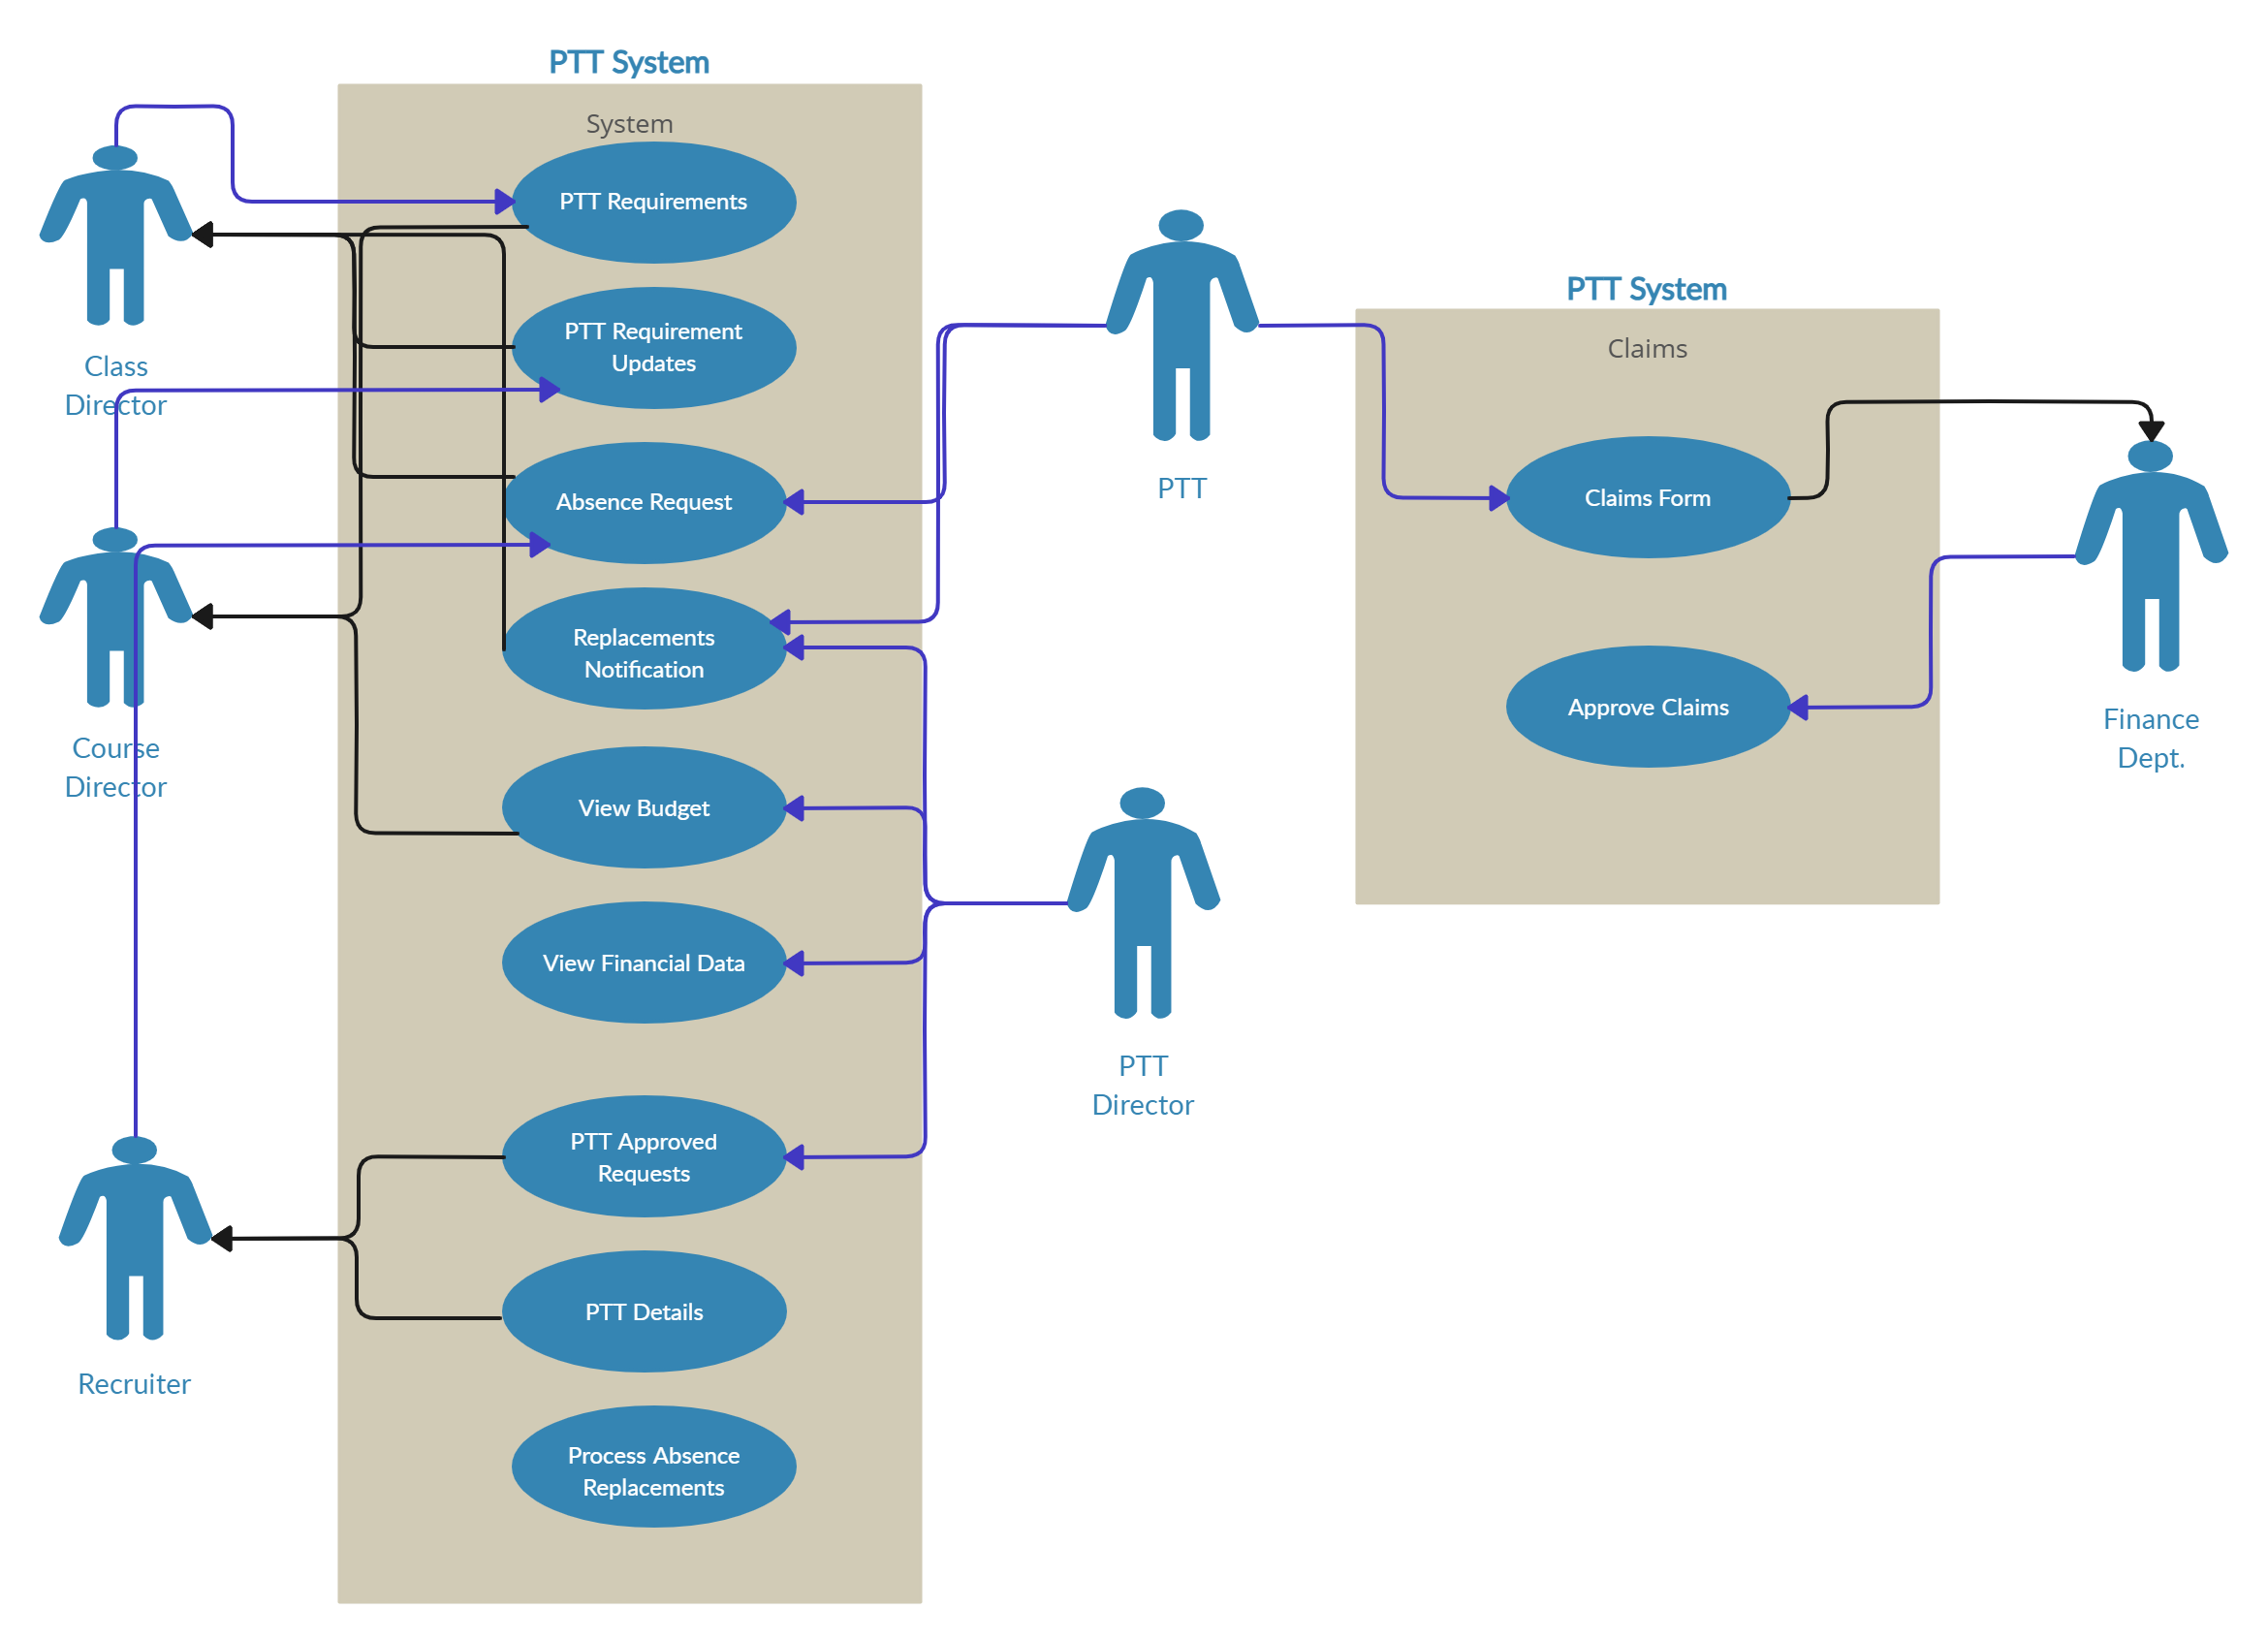 PTT System
System
PTT Requirements
PTT Requirement
Updates
Absence Request
Replacements
Notification
View Budget
View Financial Data
PTT Approved
Requests
PTT Details
Process Absence
Replacements
Class
Director
Course
Director
Recruiter
PTT
PTT
Director
PTT System
Claims
Claims Form
Approve Claims
Finance
Dept.